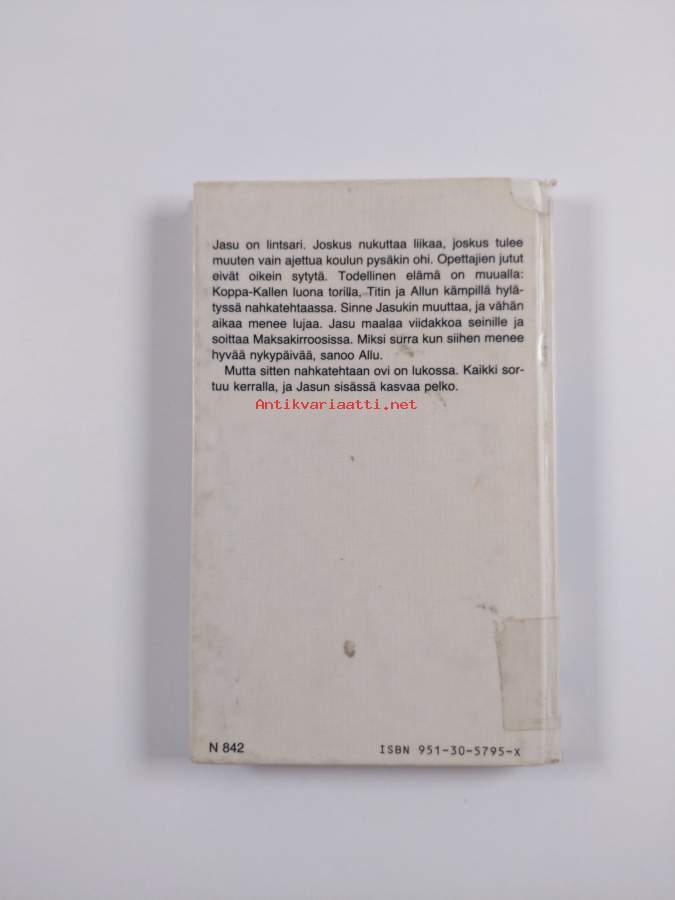 Jasu on lintsari. Joskus nukuttaa liikaa, joskus tulee
muuten vain ajettua koulun pysäkin ohi. Opettajien jutut
eivät oikein sytytä. Todellinen elämä on muualla:
Koppa-Kallen luona torilla, Titin ja Allun kämpillä hylä-
tyssä nahkatehtaassa. Sinne Jasukin muuttaa, ja vähän
aikaa menee lujaa. Jasu maalaa viidakkoa seinille ja
soittaa Maksakirroosissa. Miksi surra kun siihen menee
hyvää nykypäivää, sanoo Allu.
Mutta sitten nahkatehtaan ovi on lukossa. Kaikki sor-
tuu kerralla, ja Jasun sisässä kasvaa pelko.
Antikvariaatti.net
N 842
ISBN 951-30-5795-X